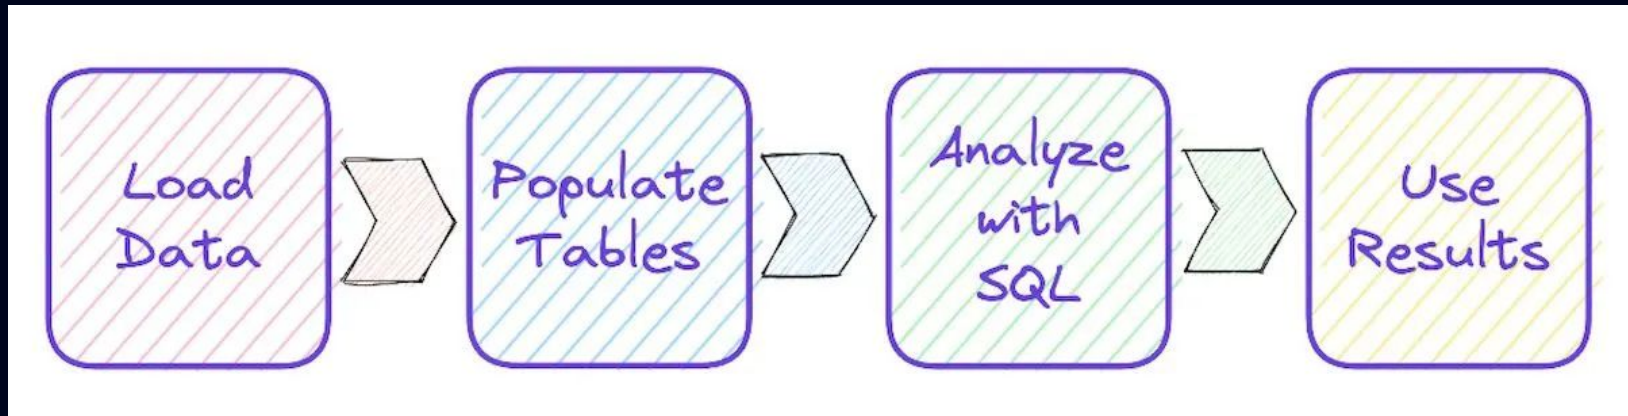 Load
Data
Populate
Tables
Analyze
with
SQL
Use
Results